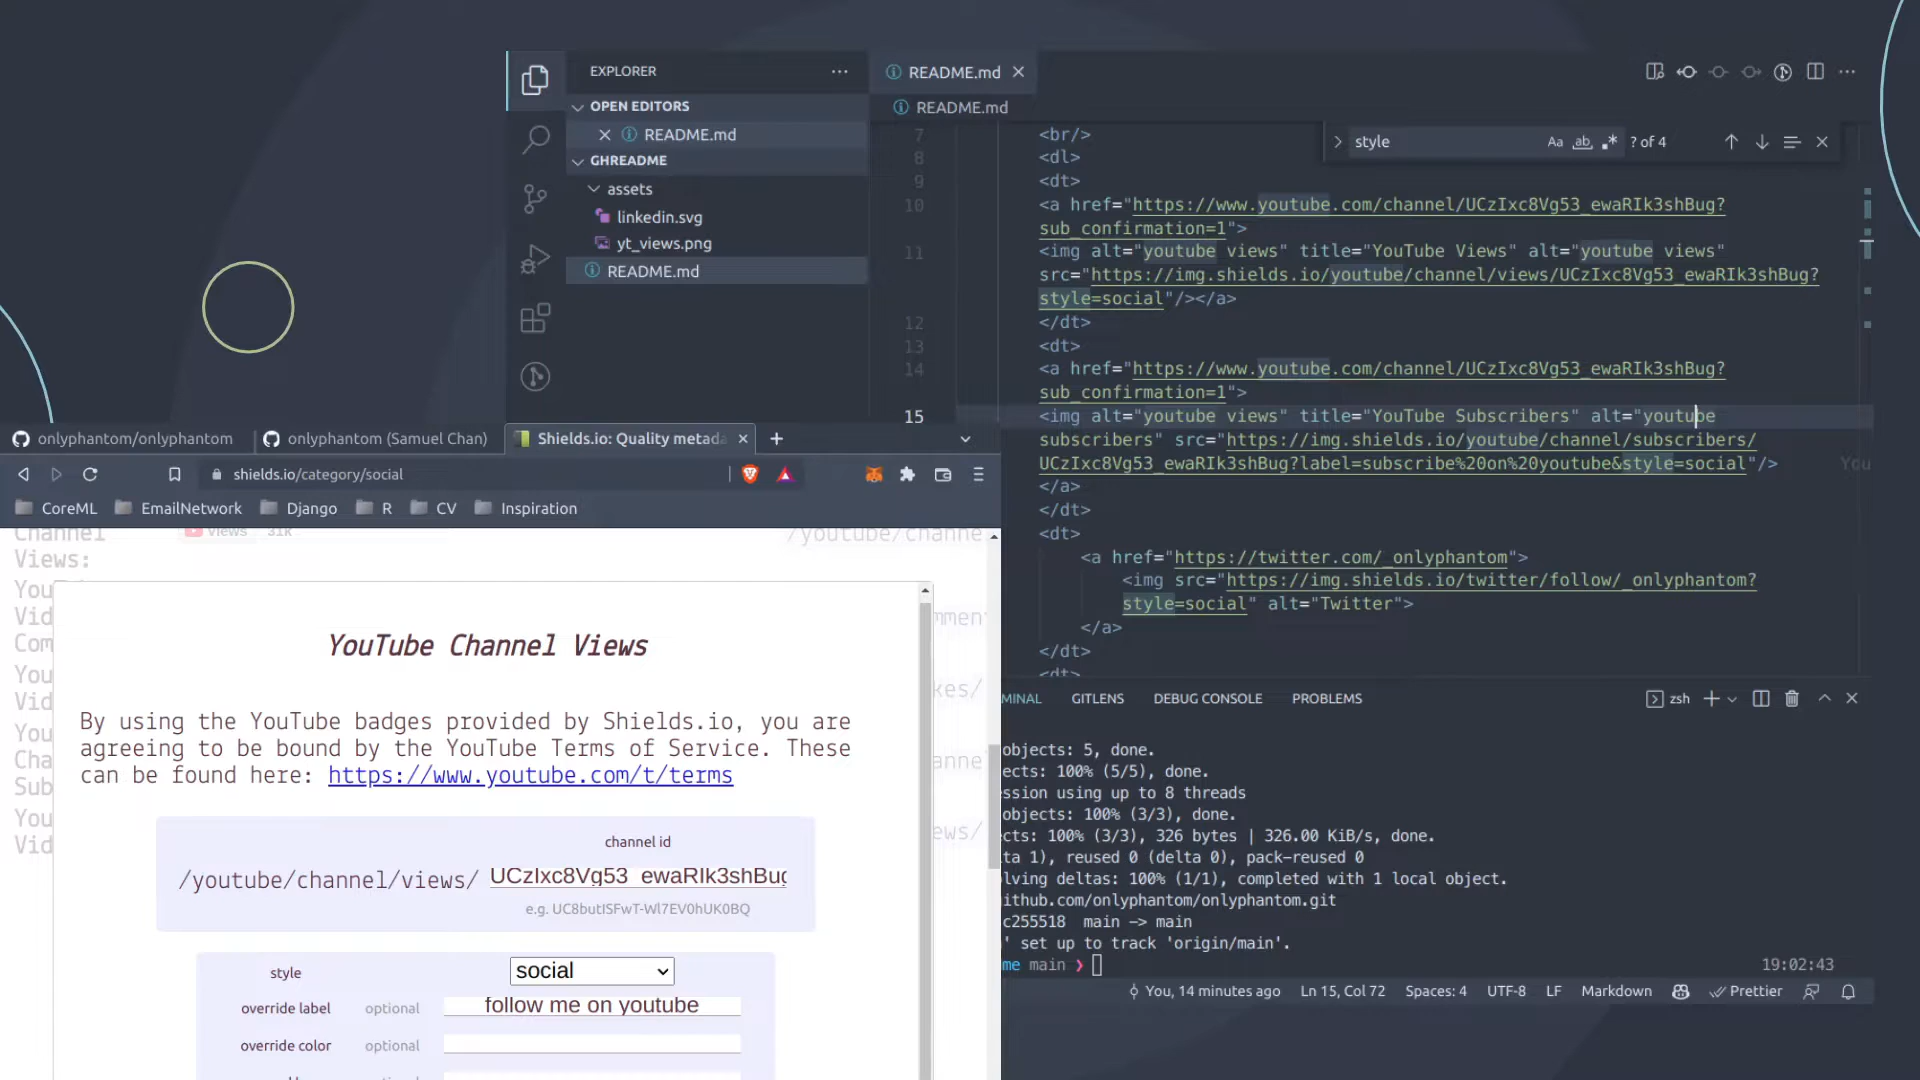 EXPLORER
OPEN EDITORS
README.md
GHREADME
assets
linkedin.svg
yt_views.png
README.md
README.md
README.md
style
Aa ab .* ? of 4
7 <br/>
8 <dl>
9 <dt>
10 <a href="https://www.youtube.com/channel/UCzIxc8Vg53_ewaRIk3shBug?
sub_confirmation=1">
11 <img alt="youtube views" title="YouTube Views" alt="youtube views"
src="https://img.shields.io/youtube/channel/views/UCzIxc8Vg53_ewaRIk3shBug?
style=social"/></a>
12 </dt>
13 <dt>
14 <a href="https://www.youtube.com/channel/UCzIxc8Vg53_ewaRIk3shBug?
sub_confirmation=1">
15 <img alt="youtube views" title="YouTube Subscribers" alt="youtube
subscribers" src="https://img.shields.io/youtube/channel/subscribers/
UCzIxc8Vg53_ewaRIk3shBug?label=subscribe%20on%20youtube&style=social"/>
You
</a>
</dt>
<dt>
<a href="https://twitter.com/_onlyphantom">
<img src="https://img.shields.io/twitter/follow/_onlyphantom?
style=social" alt="Twitter">
</a>
</dt>
<dt>
MINAL GITLENS DEBUG CONSOLE PROBLEMS
zsh
objects: 5, done.
ects: 100% (5/5), done.
ssion using up to 8 threads
objects: 100% (3/3), done.
cts: 100% (3/3), 326 bytes | 326.00 KiB/s, done.
ta 1), reused 0 (delta 0), pack-reused 0
lving deltas: 100% (1/1), completed with 1 local object.
ithub.com/onlyphantom/onlyphantom.git
c255518 main -> main
' set up to track 'origin/main'.
me main ❯
19:02:43
You, 14 minutes ago Ln 15, Col 72 Spaces: 4 UTF-8 LF Markdown Prettier
onlyphantom/onlyphantom
onlyphantom (Samuel Chan)
Shields.io: Quality metada
shields.io/category/social
CoreML EmailNetwork Django R CV Inspiration
Channel
Views:
views 31k
/youtube/channe
YouTube Channel Views
By using the YouTube badges provided by Shields.io, you are
agreeing to be bound by the YouTube Terms of Service. These
can be found here: https://www.youtube.com/t/terms
channel id
/youtube/channel/views/ UCzIxc8Vg53_ewaRIk3shBug
e.g. UC8butISFwT-Wl7EV0hUK0BQ
style social
override label optional follow me on youtube
override color optional